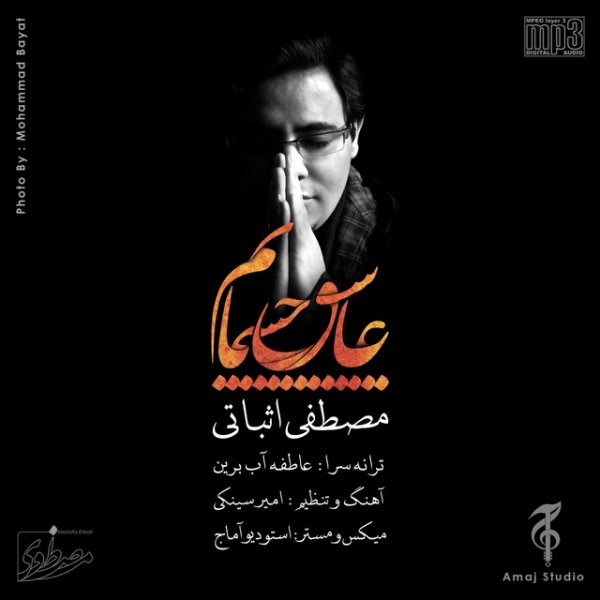 Photo By : Mohammad Bayat
MPEG layer 3
mp3
DIGITAL AUDIO
عاشق
مصطفی اثباتی
ترانه سرا : عاطفه آب برین
آهنگ و تنظیم : امیر سینکی
میکس و مستر: استودیو آماج
Amaj Studio